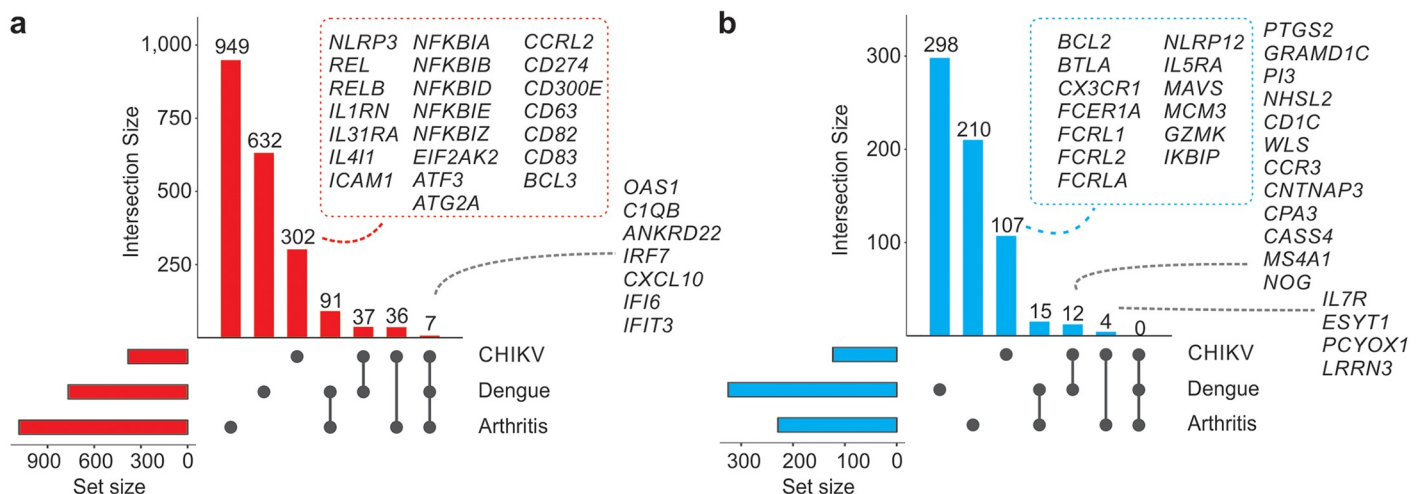 a
1,000
750
500
250
Intersection Size
949
632
302
91
37
36
7
NLRP3 NFKBIA CCRL2
REL NFKBIB CD274
RELB NFKBID CD300E
IL1RN NFKBIE CD63
IL31RA NFKBIZ CD82
IL4I1 EIF2AK2 CD83
ICAM1 ATF3 BCL3
ATG2A
OAS1
C1QB
ANKRD22
IRF7
CXCL10
IFI6
IFIT3
CHIKV
Dengue
Arthritis
900 600 300 0
Set size
b
300
200
100
Intersection Size
298
210
107
15
12
4
0
BCL2 NLRP12
BTLA IL5RA
CX3CR1 MAVS
FCER1A MCM3
FCRL1 GZMK
FCRL2 IKBIP
FCRLA
PTGS2
GRAMD1C
PI3
NHSL2
CD1C
WLS
CCR3
CNTNAP3
CPA3
CASS4
MS4A1
NOG
IL7R
ESYT1
PCYOX1
LRRN3
CHIKV
Dengue
Arthritis
300 200 100 0
Set size